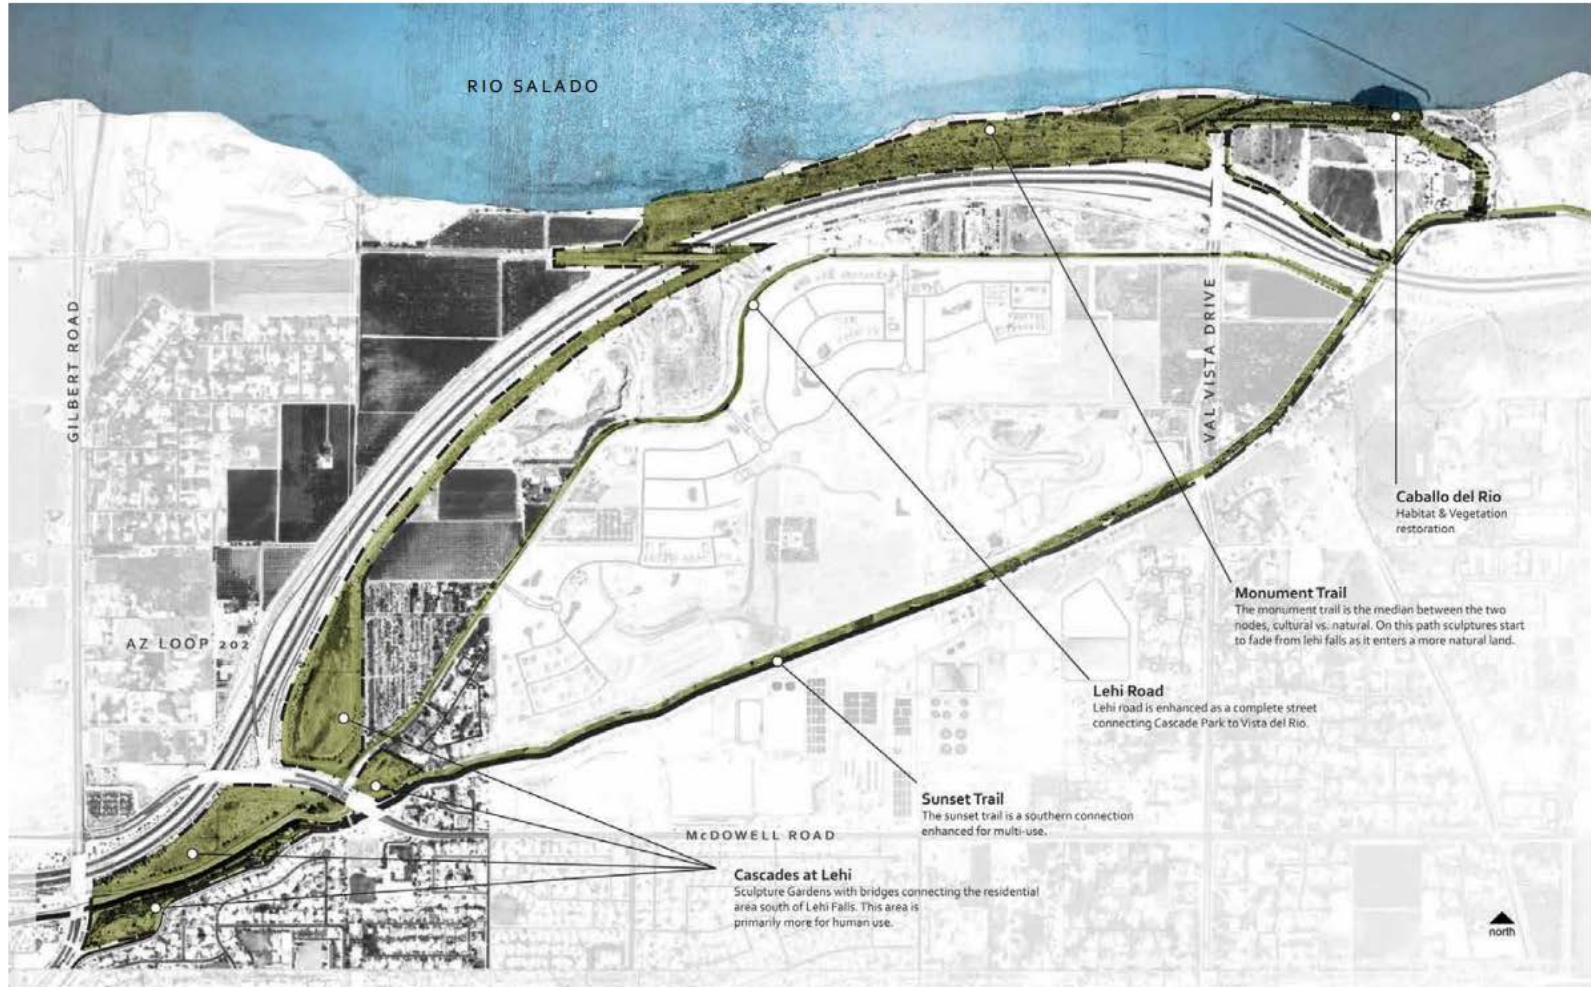 RIO SALADO
GILBERT ROAD
VAL VISTA DRIVE
Caballo del Rio
Habitat & Vegetation
restoration
Monument Trail
The monument trail is the median between the two
nodes, cultural vs. natural. On this path sculptures start
to fade from lehi falls as it enters a more natural land.
AZ LOOP 202
Lehi Road
Lehi road is enhanced as a complete street
connecting Cascade Park to Vista del Rio.
Sunset Trail
The sunset trail is a southern connection
enhanced for multi-use.
McDOWELL ROAD
Cascades at Lehi
Sculpture Gardens with bridges connecting the residential
area south of Lehi Falls. This area is
primarily more for human use.
north